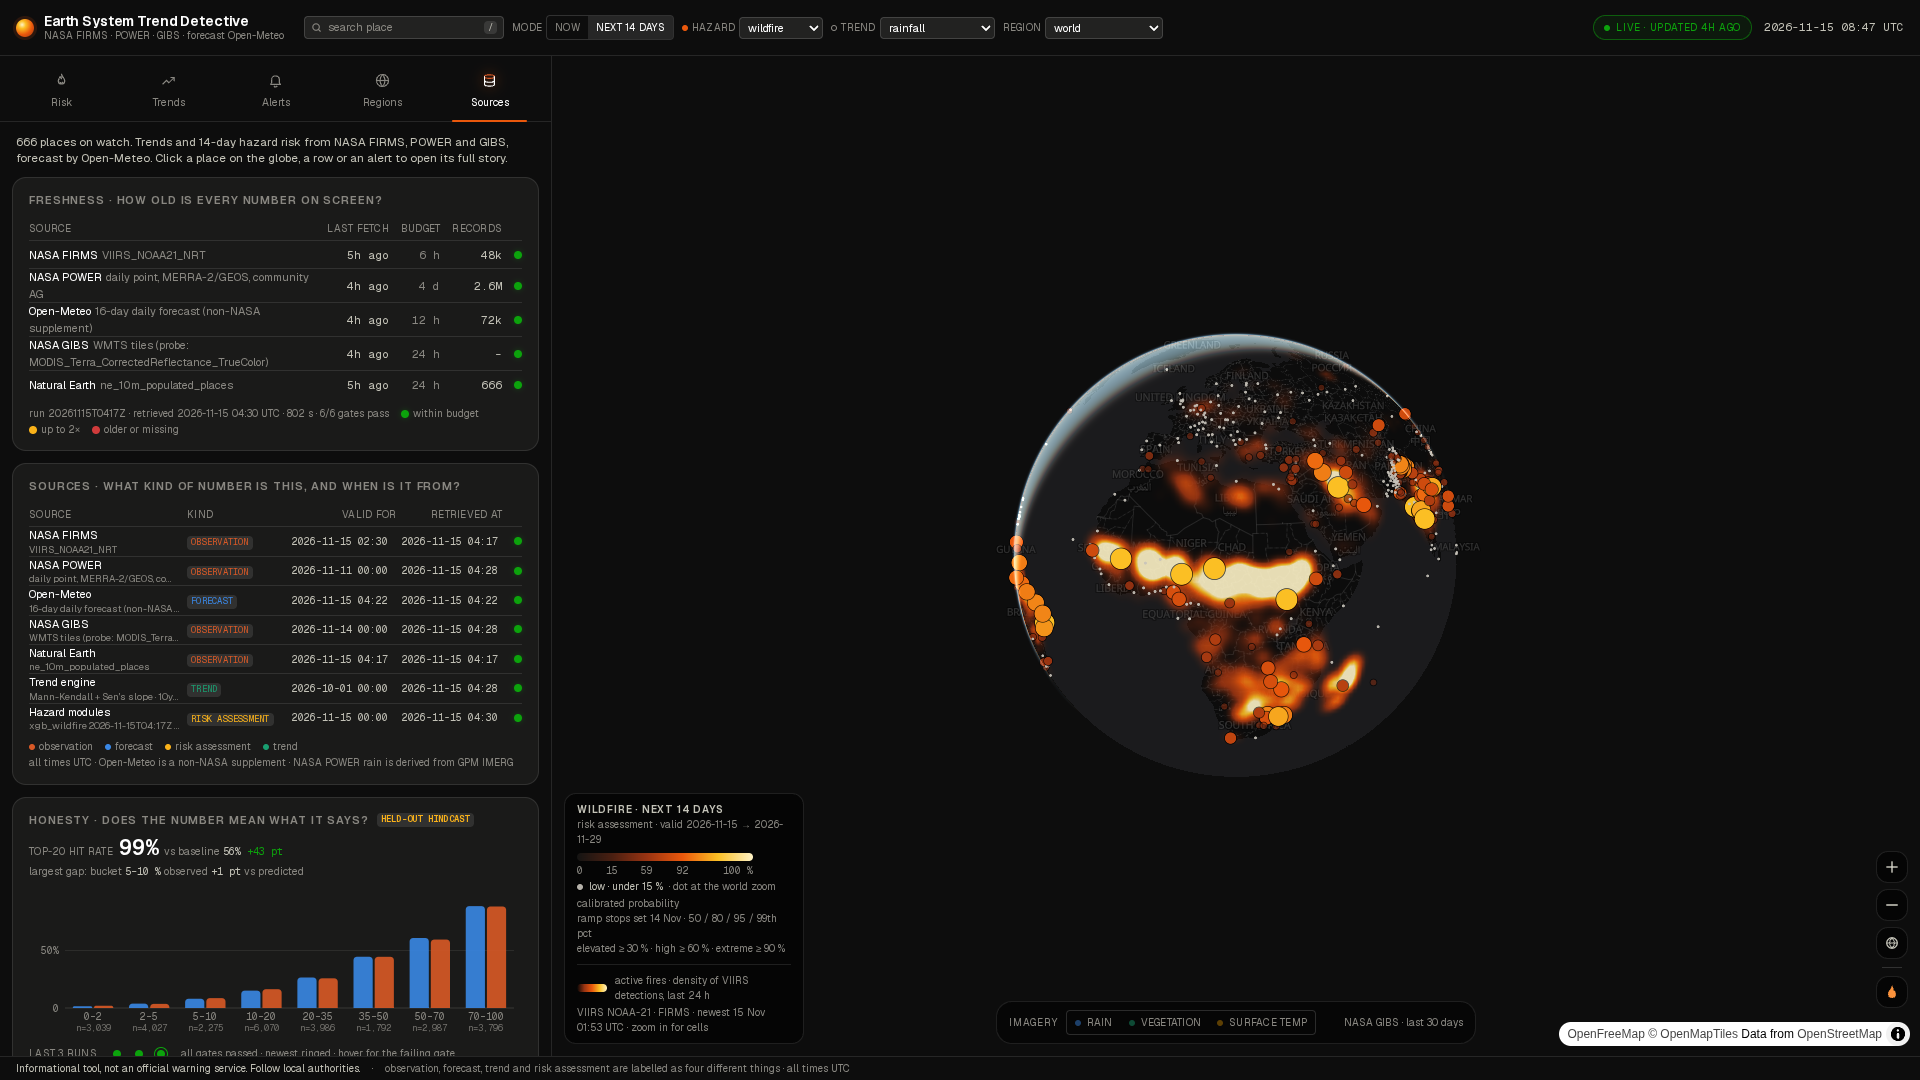 Earth System Trend Detective
NASA FIRMS · POWER · GIBS · forecast Open-Meteo
search place /
MODE NOW NEXT 14 DAYS HAZARD wildfire TREND rainfall REGION world
LIVE · UPDATED 4H AGO 2026-11-15 08:47 UTC
Risk Trends Alerts Regions Sources
666 places on watch. Trends and 14-day hazard risk from NASA FIRMS, POWER and GIBS,
forecast by Open-Meteo. Click a place on the globe, a row or an alert to open its full story.
FRESHNESS · HOW OLD IS EVERY NUMBER ON SCREEN?
SOURCE LAST FETCH BUDGET RECORDS
NASA FIRMS VIIRS_NOAA21_NRT 5h ago 6 h 48k
NASA POWER daily point, MERRA-2/GEOS, community
AG 4h ago 4 d 2.6M
Open-Meteo 16-day daily forecast (non-NASA
supplement) 4h ago 12 h 72k
NASA GIBS WMTS tiles (probe:
MODIS_Terra_CorrectedReflectance_TrueColor) 4h ago 24 h –
Natural Earth ne_10m_populated_places 5h ago 24 h 666
run 20261115T0417Z · retrieved 2026-11-15 04:30 UTC · 802 s · 6/6 gates pass within budget
up to 2× older or missing
SOURCES · WHAT KIND OF NUMBER IS THIS, AND WHEN IS IT FROM?
SOURCE KIND VALID FOR RETRIEVED AT
NASA FIRMS
VIIRS_NOAA21_NRT OBSERVATION 2026-11-15 02:30 2026-11-15 04:17
NASA POWER
daily point, MERRA-2/GEOS, co... OBSERVATION 2026-11-11 00:00 2026-11-15 04:28
Open-Meteo
16-day daily forecast (non-NASA... FORECAST 2026-11-15 04:22 2026-11-15 04:22
NASA GIBS
WMTS tiles (probe: MODIS_Terra... OBSERVATION 2026-11-14 00:00 2026-11-15 04:28
Natural Earth
ne_10m_populated_places OBSERVATION 2026-11-15 04:17 2026-11-15 04:17
Trend engine
Mann-Kendall + Sen's slope · 10y... TREND 2026-10-01 00:00 2026-11-15 04:28
Hazard modules
xgb_wildfire 2026-11-15T04:17Z... RISK ASSESSMENT 2026-11-15 00:00 2026-11-15 04:30
observation forecast risk assessment trend
all times UTC · Open-Meteo is a non-NASA supplement · NASA POWER rain is derived from GPM IMERG
HONESTY · DOES THE NUMBER MEAN WHAT IT SAYS? HELD-OUT HINDCAST
TOP-20 HIT RATE 99% vs baseline 56% +43 pt
largest gap: bucket 5–10 % observed +1 pt vs predicted
50%
0
0–2 2–5 5–10 10–20 20–35 35–50 50–70 70–100
n=3,039 n=4,027 n=2,275 n=6,070 n=3,986 n=1,792 n=2,987 n=3,796
LAST 3 RUNS all gates passed · newest ringed · hover for the failing gate
GREENLAND
ICELAND
RUSSIA
РОССИЯ
FINLAND
UNITED KINGDOM
UKRAINE
УКРАЇНА
KAZAKHSTAN
ҚАЗАҚСТАН
CHINA
中国
SPAIN
TURKMENISTAN
MOROCCO
المغرب
TUNISIA
SAUDI
YEMEN
NIGER CHAD
MALAYSIA
KENYA
WILDFIRE · NEXT 14 DAYS
risk assessment · valid 2026-11-15 → 2026-
11-29
0 15 59 92 100 %
low · under 15 % · dot at the world zoom
calibrated probability
ramp stops set 14 Nov · 50 / 80 / 95 / 99th
pct
elevated ≥ 30 % · high ≥ 60 % · extreme ≥ 90 %
active fires · density of VIIRS
detections, last 24 h
VIIRS NOAA-21 · FIRMS · newest 15 Nov
01:53 UTC · zoom in for cells
IMAGERY RAIN VEGETATION SURFACE TEMP NASA GIBS · last 30 days
OpenFreeMap © OpenMapTiles Data from OpenStreetMap
Informational tool, not an official warning service. Follow local authorities. · observation, forecast, trend and risk assessment are labelled as four different things · all times UTC